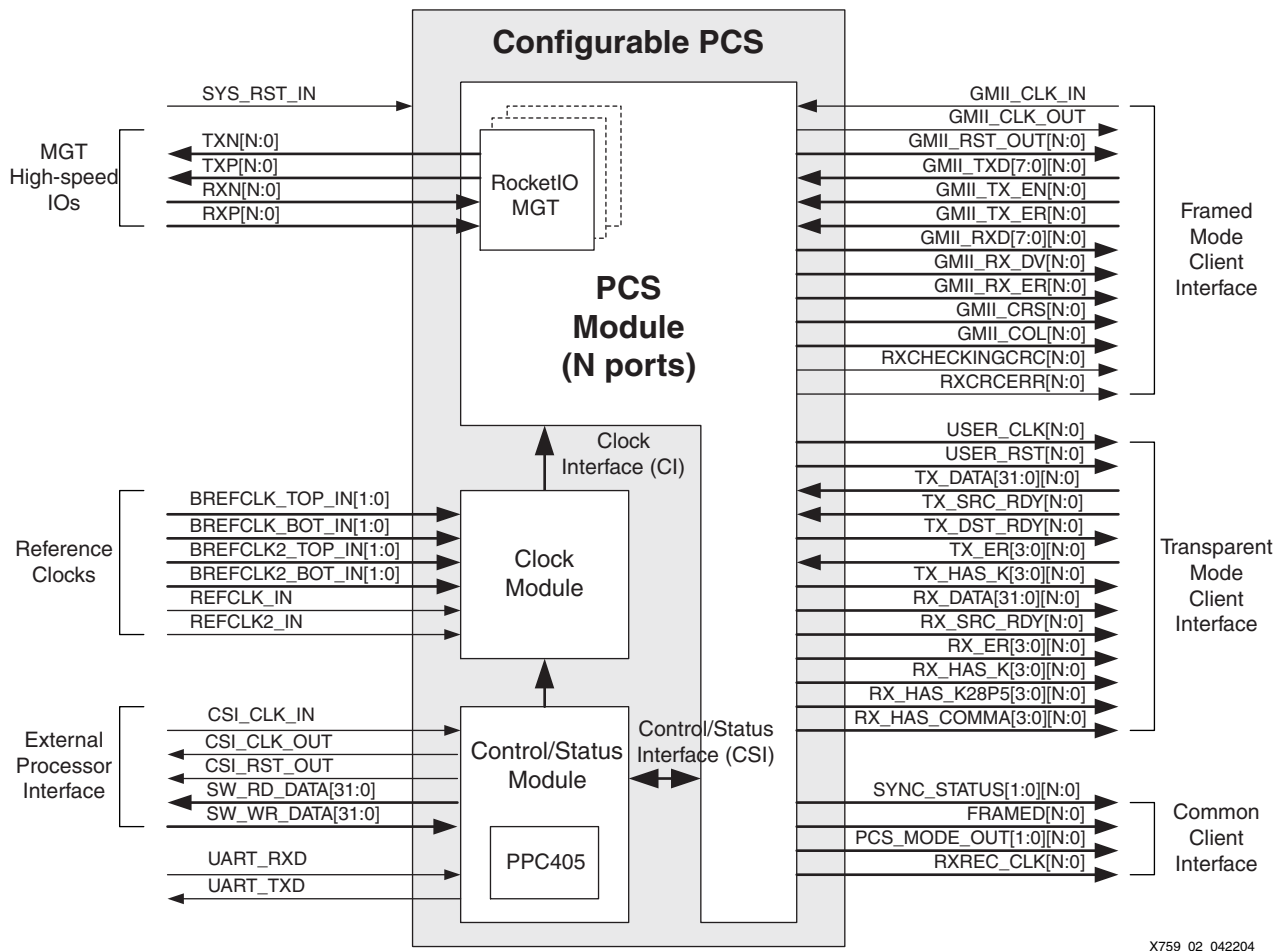 Configurable PCS
SYS_RST_IN
MGT
High-speed
IOs
TXN[N:0]
TXP[N:0]
RXN[N:0]
RXP[N:0]
RocketIO
MGT
PCS
Module
(N ports)
GMII_CLK_IN
GMII_CLK_OUT
GMII_RST_OUT[N:0]
GMII_TXD[7:0][N:0]
GMII_TX_EN[N:0]
GMII_TX_ER[N:0]
GMII_RXD[7:0][N:0]
GMII_RX_DV[N:0]
GMII_RX_ER[N:0]
GMII_CRS[N:0]
GMII_COL[N:0]
RXCHECKINGCRC[N:0]
RXCRCERR[N:0]
Framed
Mode
Client
Interface
Clock
Interface (CI)
Reference
Clocks
BREFCLK_TOP_IN[1:0]
BREFCLK_BOT_IN[1:0]
BREFCLK2_TOP_IN[1:0]
BREFCLK2_BOT_IN[1:0]
REFCLK_IN
REFCLK2_IN
Clock
Module
USER_CLK[N:0]
USER_RST[N:0]
TX_DATA[31:0][N:0]
TX_SRC_RDY[N:0]
TX_DST_RDY[N:0]
TX_ER[3:0][N:0]
TX_HAS_K[3:0][N:0]
RX_DATA[31:0][N:0]
RX_SRC_RDY[N:0]
RX_ER[3:0][N:0]
RX_HAS_K[3:0][N:0]
RX_HAS_K28P5[3:0][N:0]
RX_HAS_COMMA[3:0][N:0]
Transparent
Mode
Client
Interface
External
Processor
Interface
CSI_CLK_IN
CSI_CLK_OUT
CSI_RST_OUT
SW_RD_DATA[31:0]
SW_WR_DATA[31:0]
UART_RXD
UART_TXD
Control/Status
Module
PPC405
Control/Status
Interface (CSI)
SYNC_STATUS[1:0][N:0]
FRAMED[N:0]
PCS_MODE_OUT[1:0][N:0]
RXREC_CLK[N:0]
Common
Client
Interface
X759_02_042204